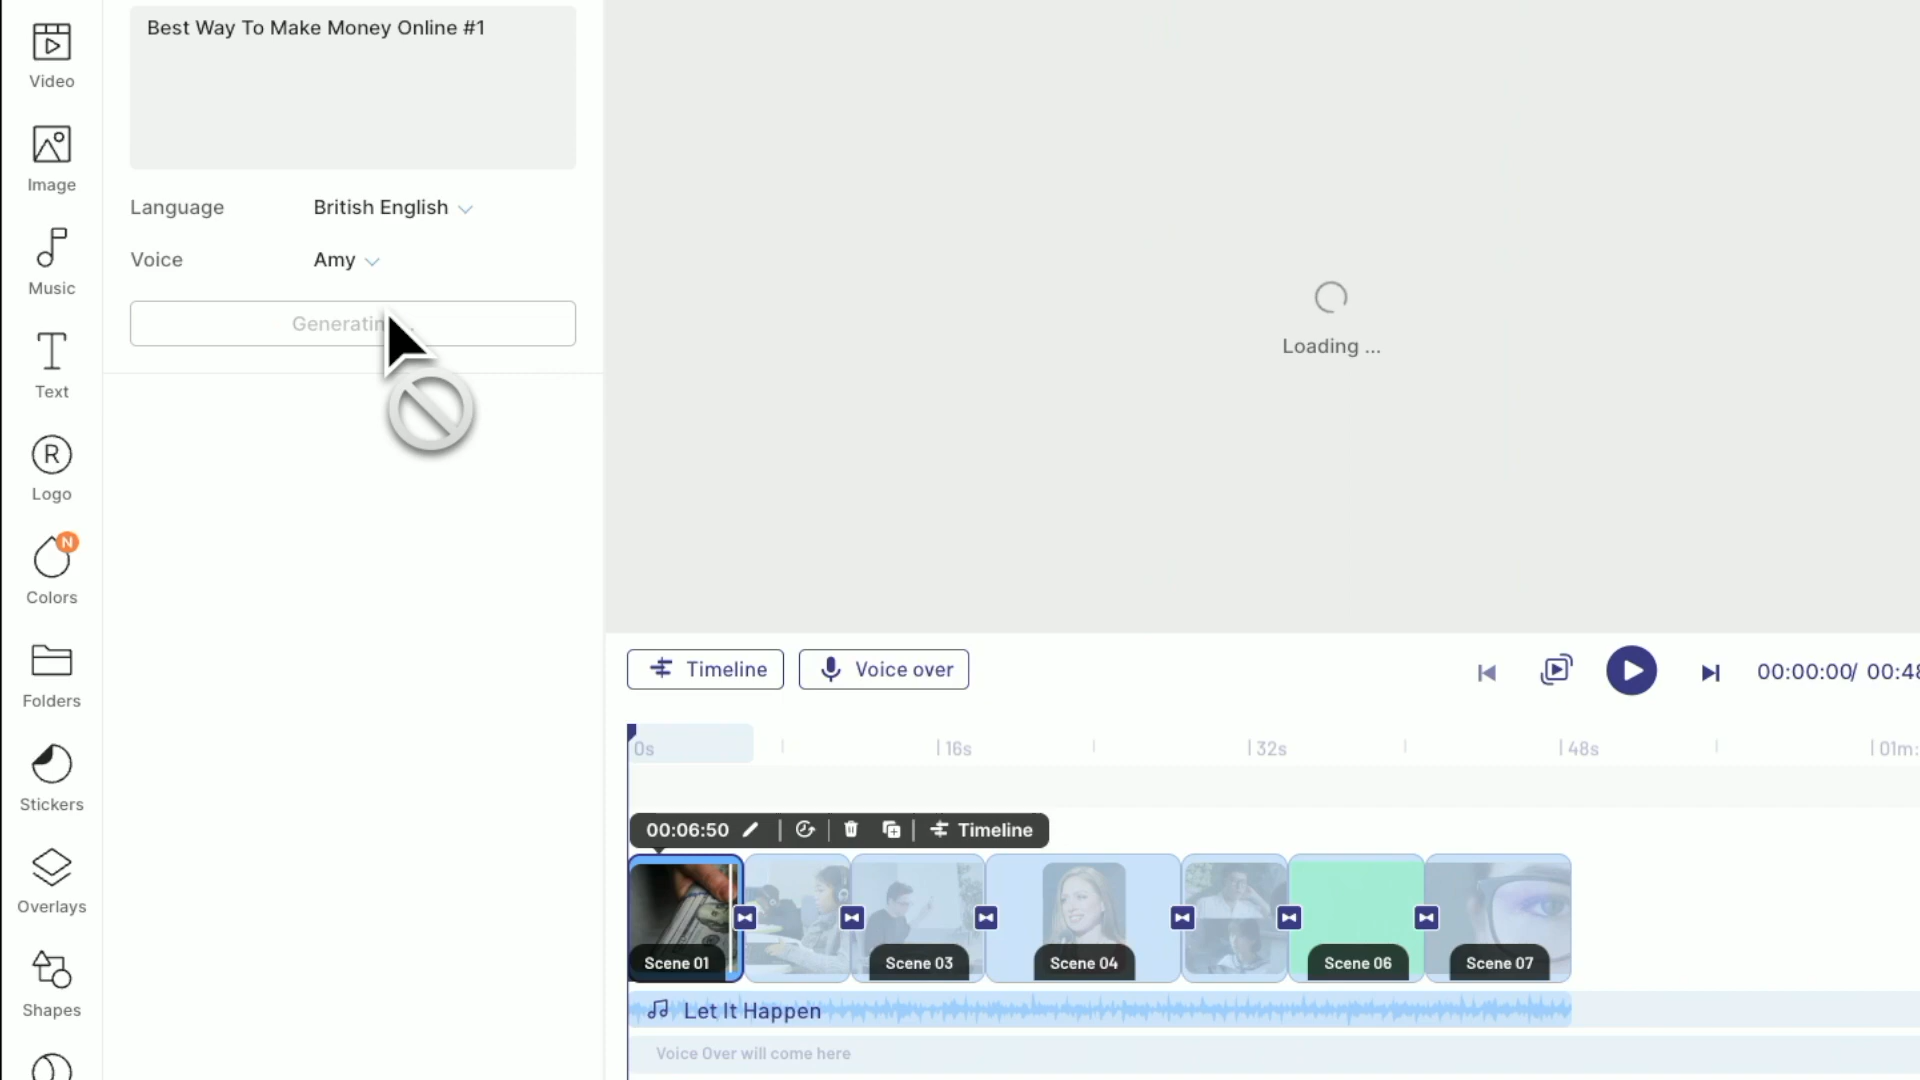 Video
Image
Music
Text
R
Logo
N
Colors
Folders
Stickers
Overlays
Shapes
Best Way To Make Money Online #1
Language British English
Voice Amy
Loading ...
Timeline Voice over
00:00:00/ 00:48
0s 16s 32s 48s 01m:
00:06:50 Timeline
Scene 01 Scene 03 Scene 04 Scene 06 Scene 07
Let It Happen
Voice Over will come here